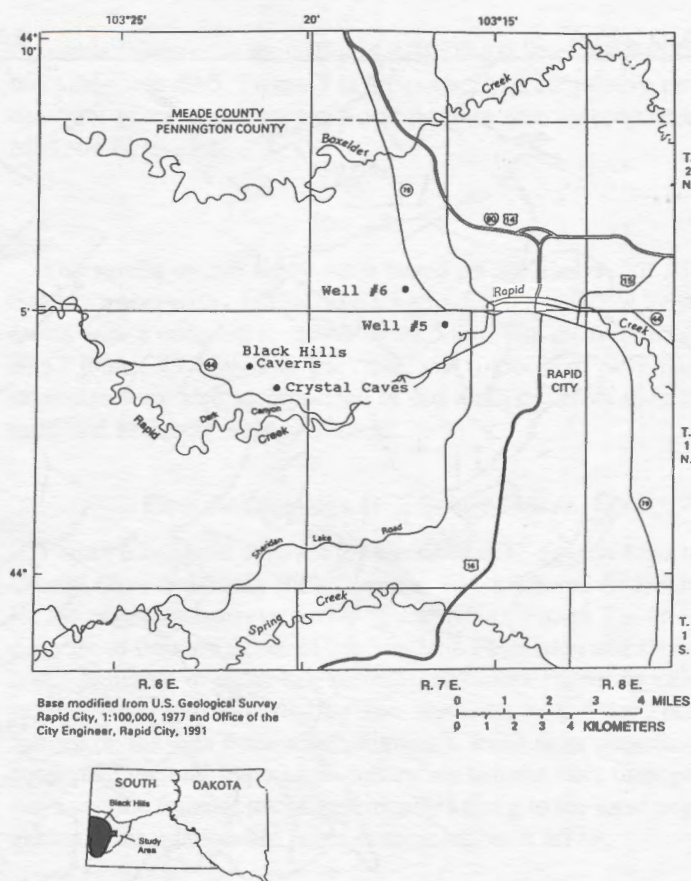 103°25' 20' 103°15'
44°
10'
Creek
MEADE COUNTY
PENNINGTON COUNTY
Boxelder
T.
2
N.
79
90 14
Well #6
Rapid
5'
Well #5
44
Creek
Black Hills
Caverns
44
Crystal Caves
RAPID
CITY
Rapid
Dark Canyon
Creek
T.
1
N.
79
Sheridan Lake Road
16
44°
Spring Creek
T.
1
S.
R. 6 E. R. 7 E. R. 8 E.
Base modified from U.S. Geological Survey
Rapid City, 1:100,000, 1977 and Office of the
City Engineer, Rapid City, 1991
0 1 2 3 4 MILES
0 1 2 3 4 KILOMETERS
SOUTH DAKOTA
Black Hills
Study
Area